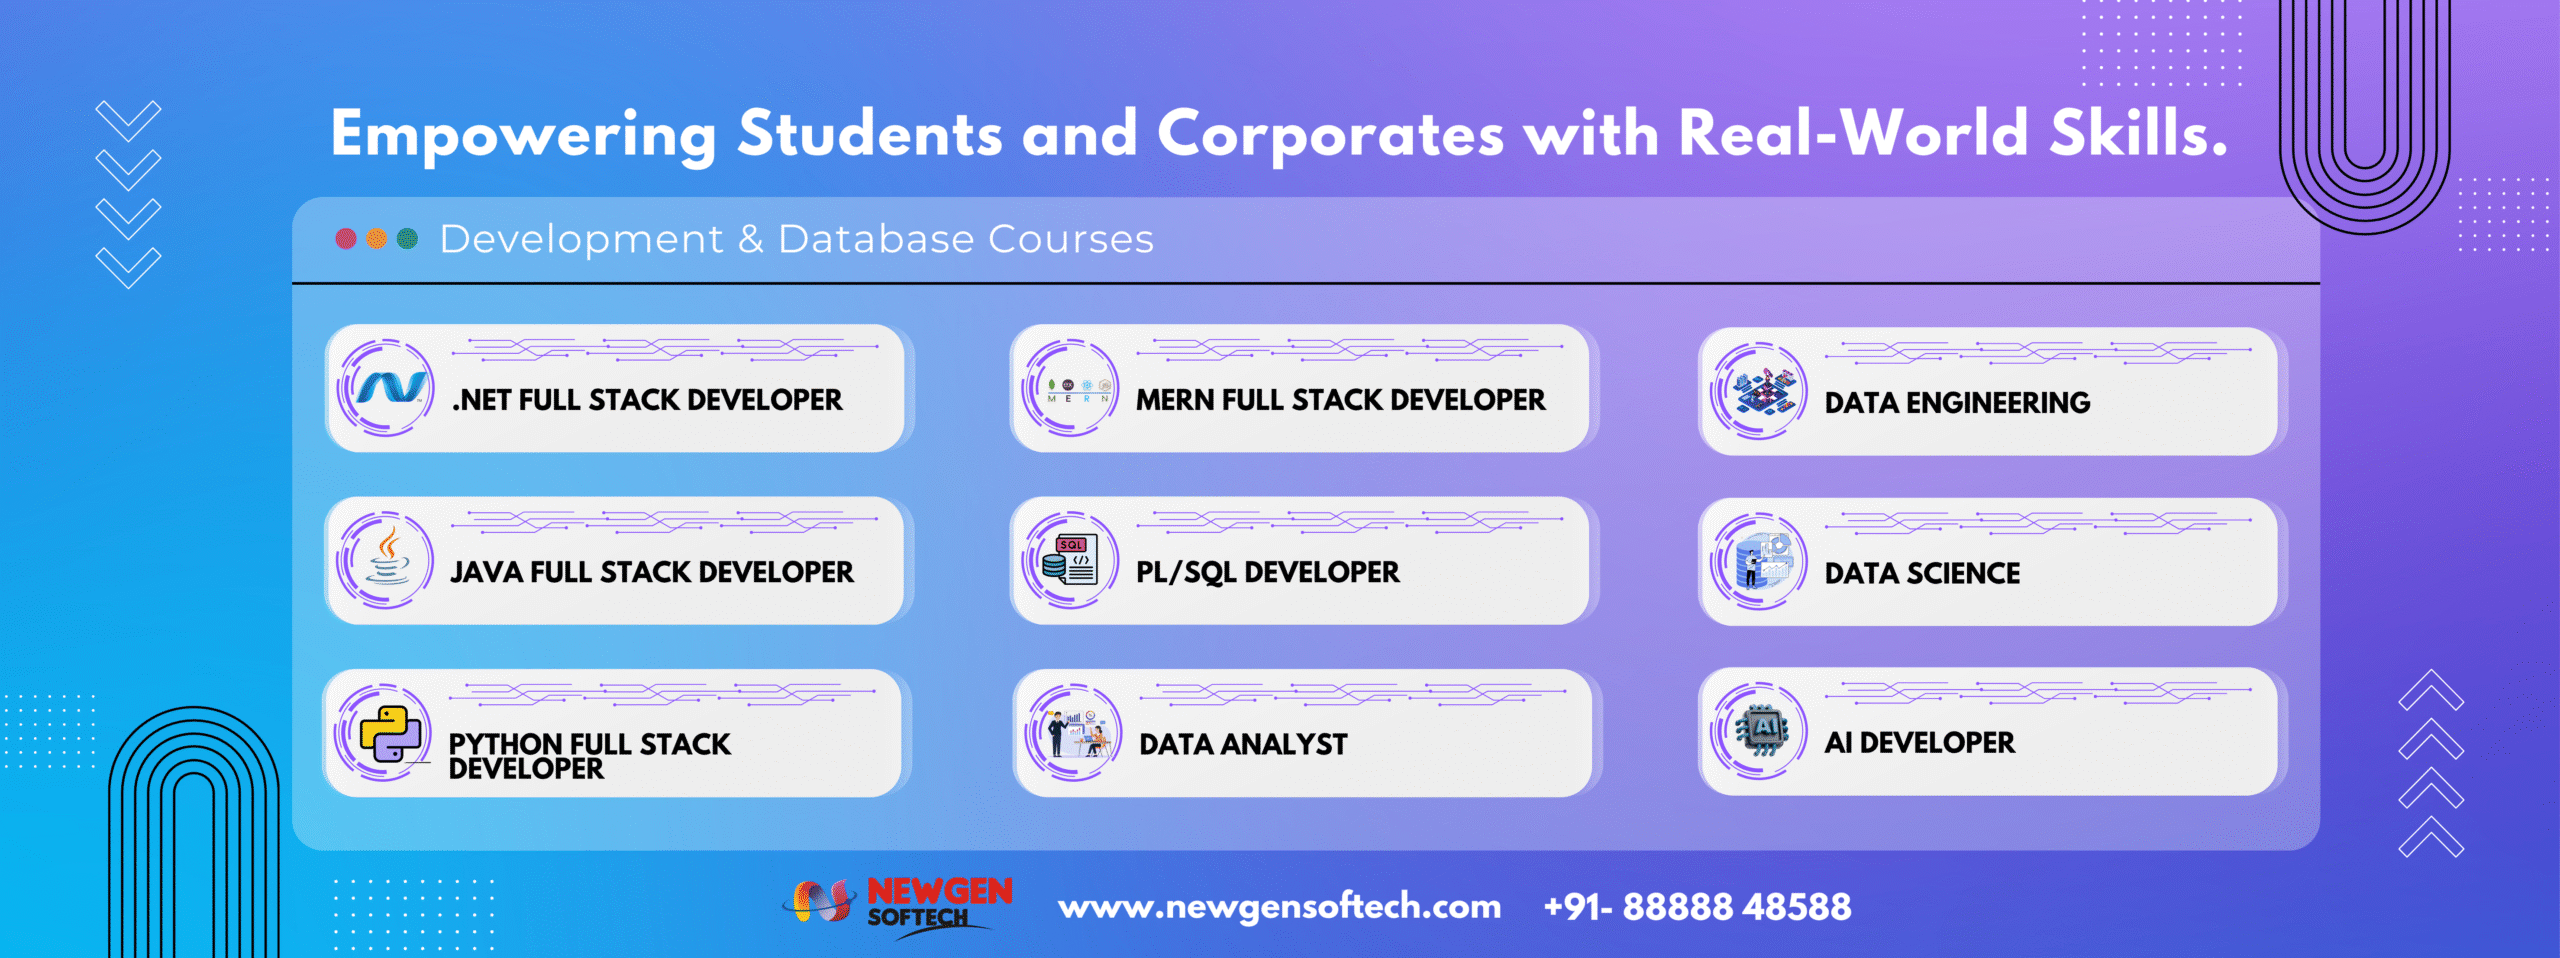 Empowering Students and Corporates with Real-World Skills.
Development & Database Courses
.NET FULL STACK DEVELOPER
MERN FULL STACK DEVELOPER
M E R N
DATA ENGINEERING
JAVA FULL STACK DEVELOPER
SQL
</>
PL/SQL DEVELOPER
DATA SCIENCE
PYTHON FULL STACK
DEVELOPER
DATA ANALYST
AI
AI DEVELOPER
NEWGEN
SOFTECH
www.newgensoftech.com
+91- 88888 48588